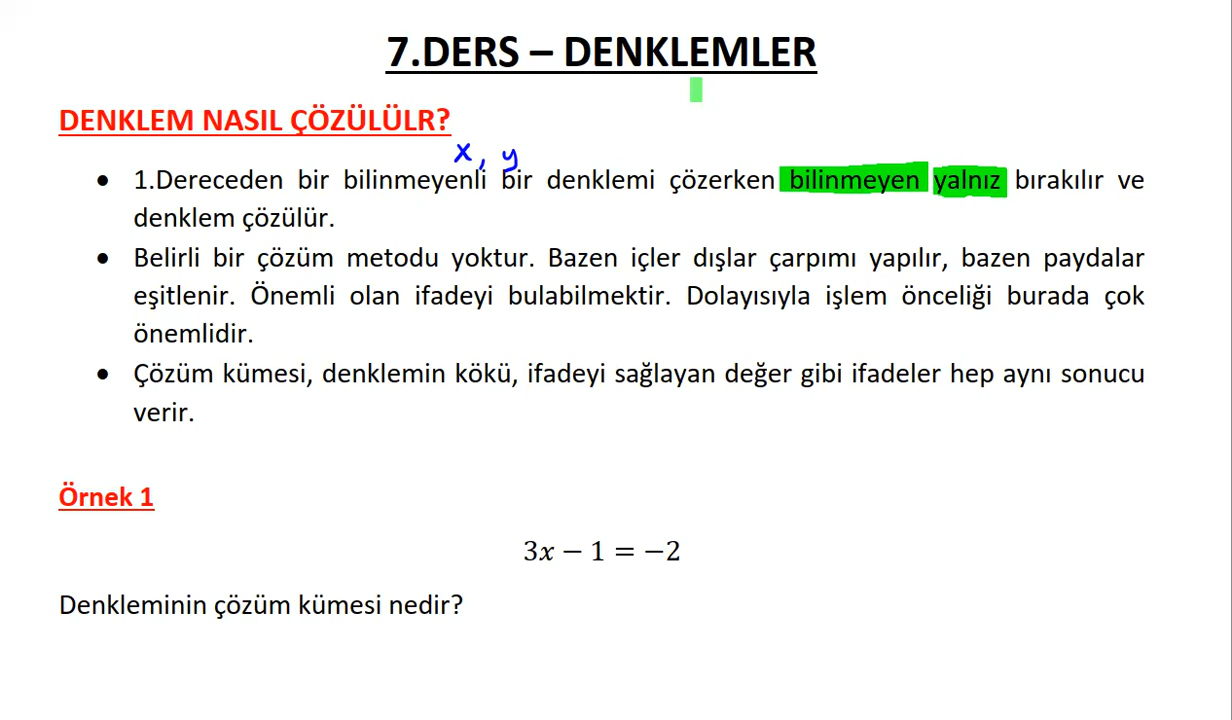 7.DERS – DENKLEMLER
DENKLEM NASIL ÇÖZÜLÜLR?
x, y
• 1.Dereceden bir bilinmeyenli bir denklemi çözerken bilinmeyen yalnız bırakılır ve
denklem çözülür.
• Belirli bir çözüm metodu yoktur. Bazen içler dışlar çarpımı yapılır, bazen paydalar
eşitlenir. Önemli olan ifadeyi bulabilmektir. Dolayısıyla işlem önceliği burada çok
önemlidir.
• Çözüm kümesi, denklemin kökü, ifadeyi sağlayan değer gibi ifadeler hep aynı sonucu
verir.
Örnek 1
3x − 1 = −2
Denkleminin çözüm kümesi nedir?